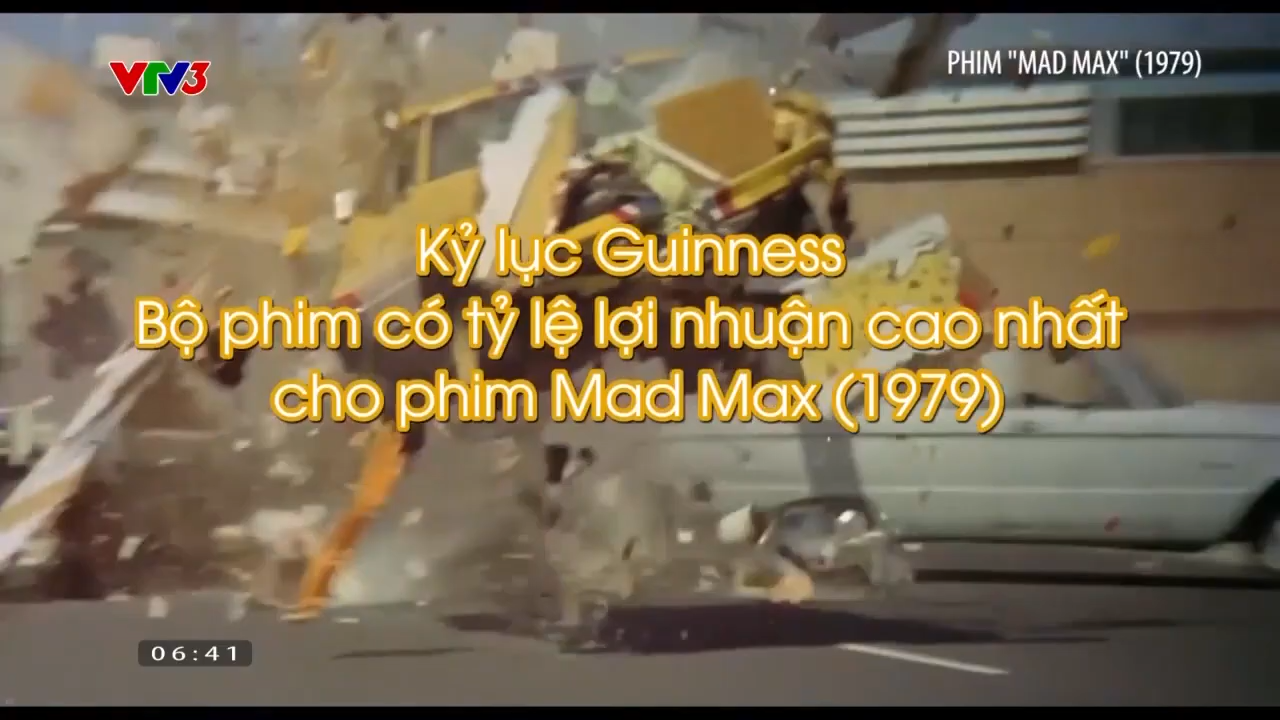 VTV3
PHIM "MAD MAX" (1979)
Kỷ lục Guinness
Bộ phim có tỷ lệ lợi nhuận cao nhất
cho phim Mad Max (1979)
06:41